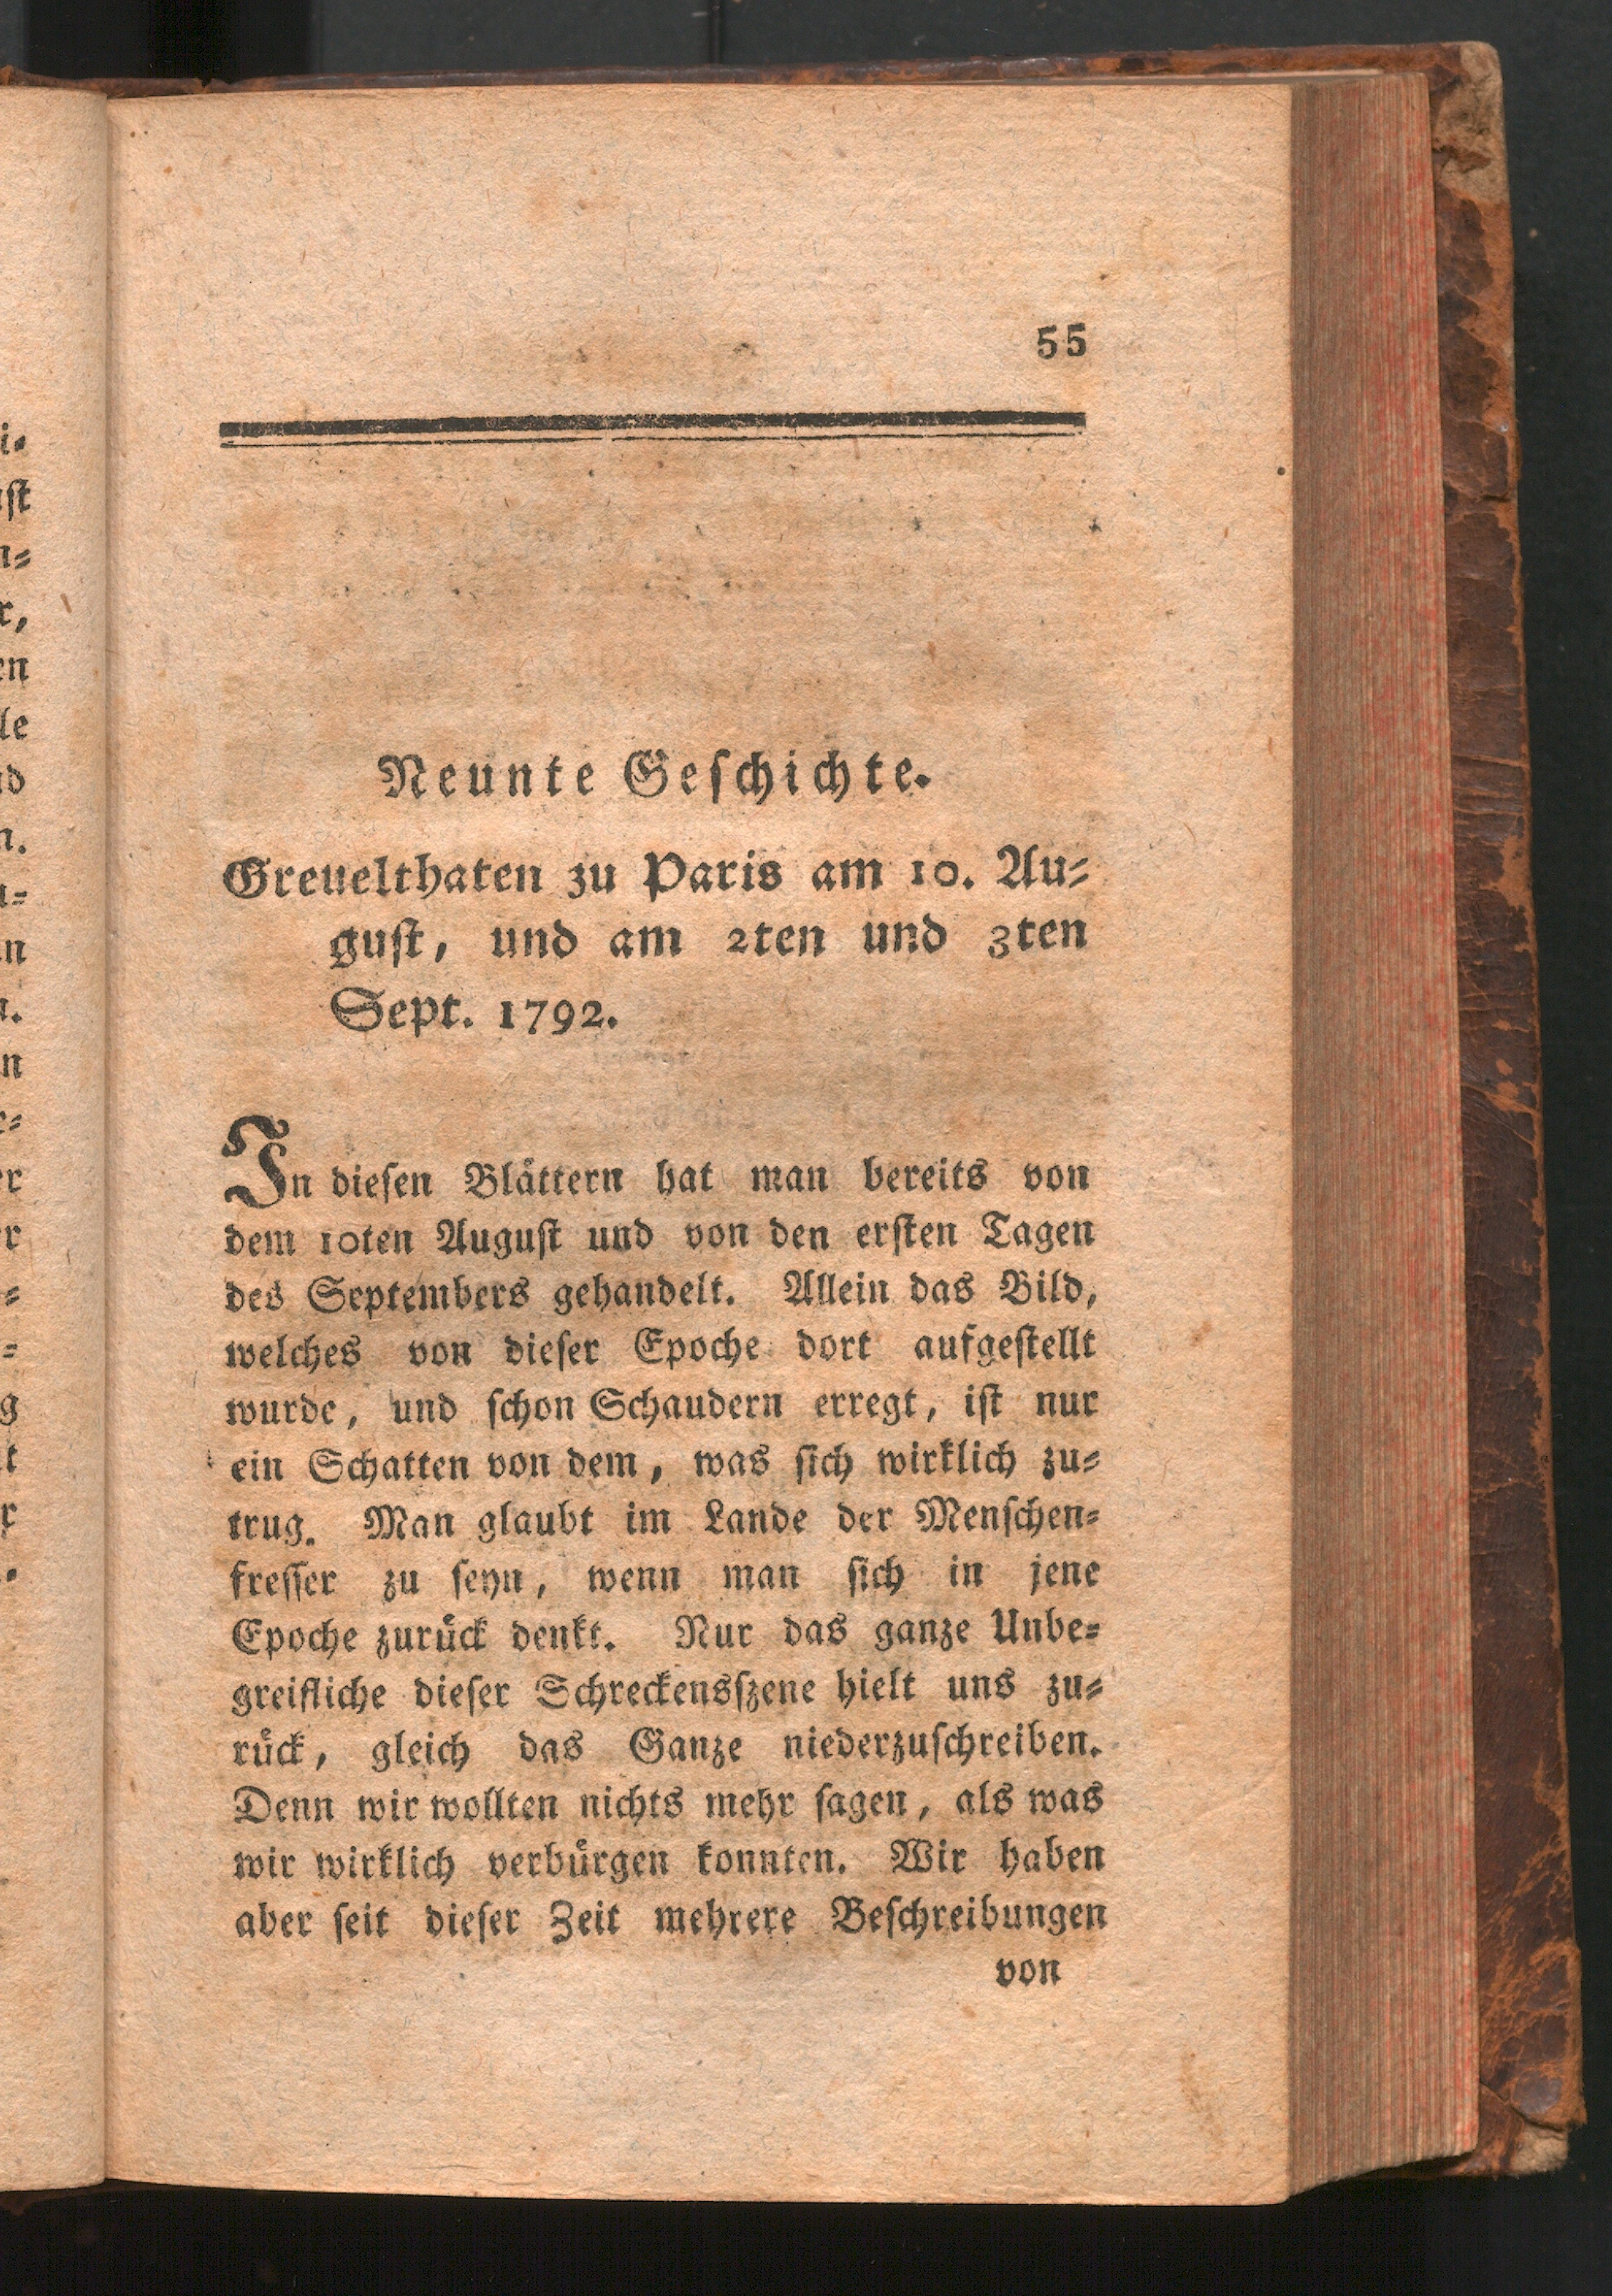 55
Neunte Geschichte.
Greuelthaten zu Paris am 10. Au⸗
gust, und am 2ten und 3ten
Sept. 1792.
In diesen Blättern hat man bereits von
dem 10ten August und von den ersten Tagen
des Septembers gehandelt. Allein das Bild,
welches von dieser Epoche dort aufgestellt
wurde, und schon Schaudern erregt, ist nur
ein Schatten von dem, was sich wirklich zu⸗
trug. Man glaubt im Lande der Menschen⸗
fresser zu seyn, wenn man sich in jene
Epoche zurück denkt. Nur das ganze Unbe⸗
greifliche dieser Schreckensszene hielt uns zu⸗
rück, gleich das Ganze niederzuschreiben.
Denn wir wollten nichts mehr sagen, als was
wir wirklich verbürgen konnten. Wir haben
aber seit dieser Zeit mehrere Beschreibungen
von